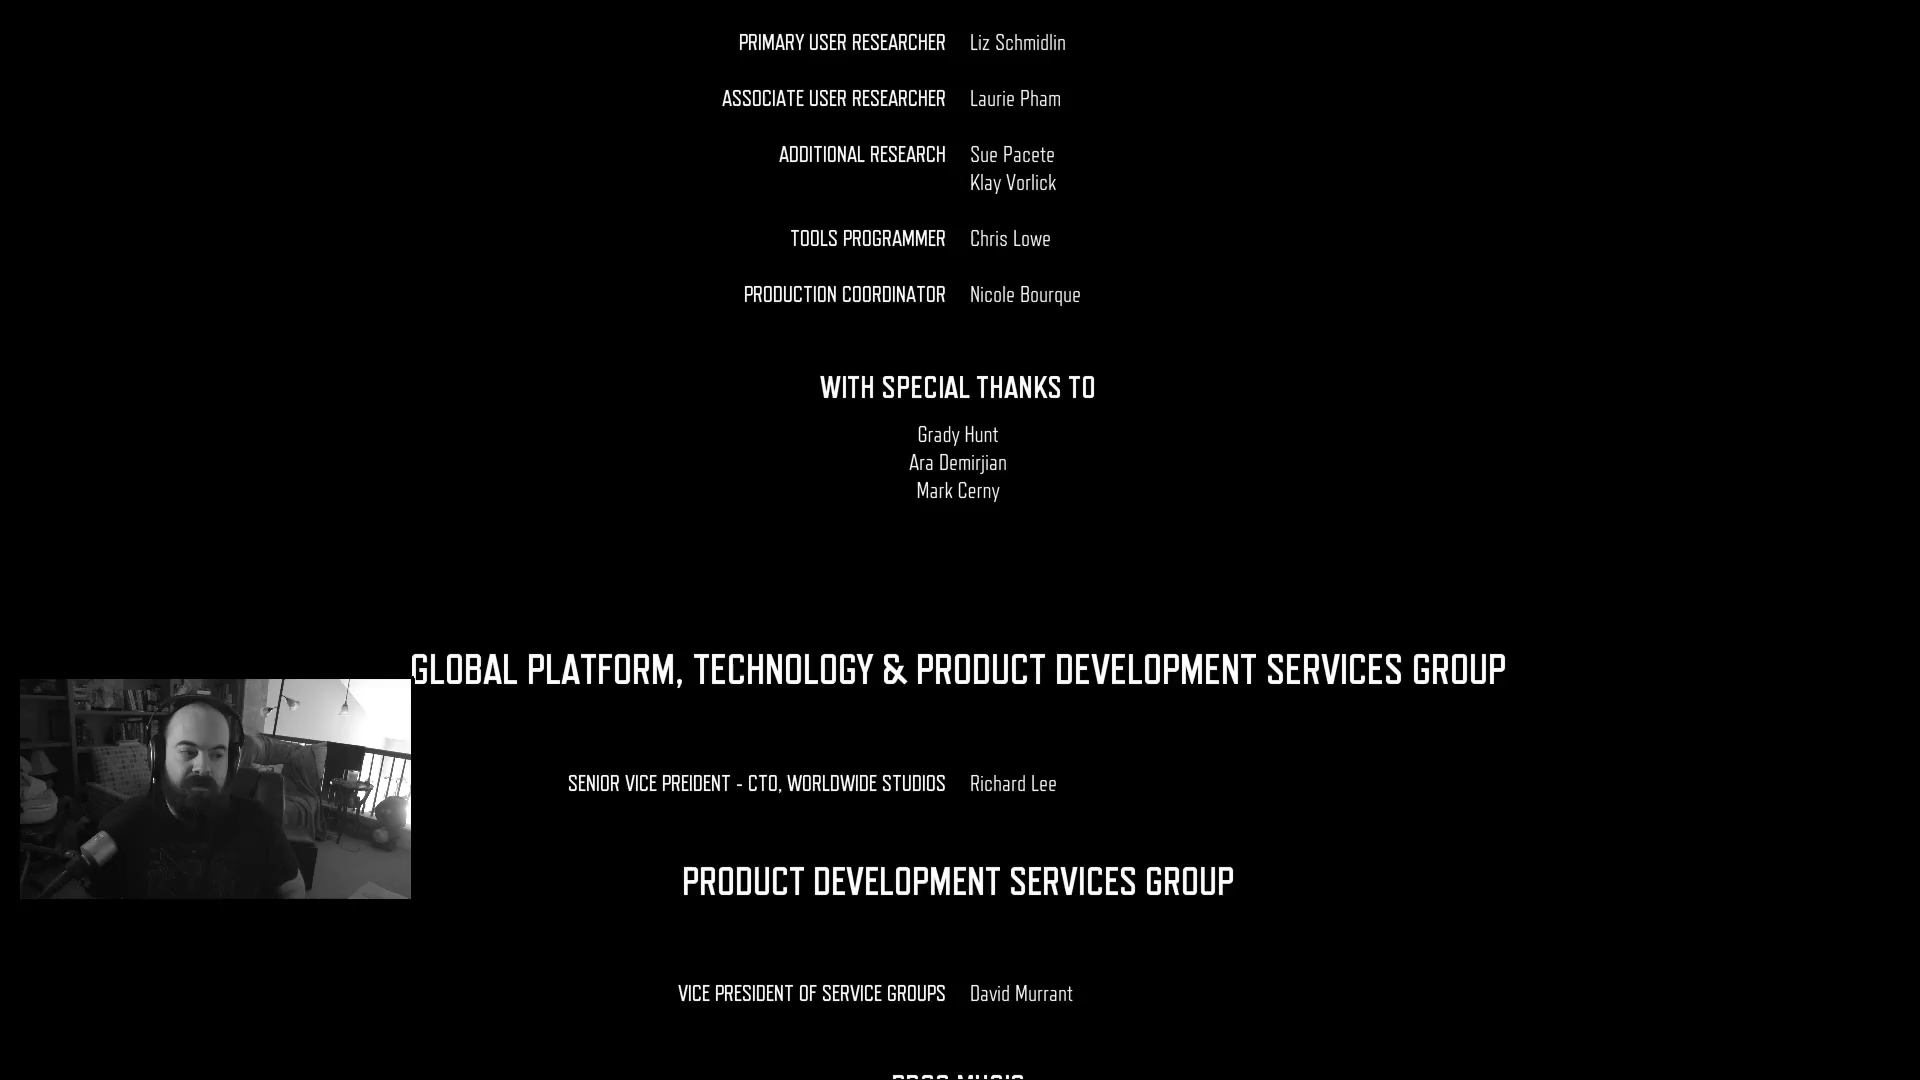 PRIMARY USER RESEARCHER Liz Schmidlin
ASSOCIATE USER RESEARCHER Laurie Pham
ADDITIONAL RESEARCH Sue Pacete
Klay Vorlick
TOOLS PROGRAMMER Chris Lowe
PRODUCTION COORDINATOR Nicole Bourque
WITH SPECIAL THANKS TO
Grady Hunt
Ara Demirjian
Mark Cerny
GLOBAL PLATFORM, TECHNOLOGY & PRODUCT DEVELOPMENT SERVICES GROUP
SENIOR VICE PREIDENT - CTO, WORLDWIDE STUDIOS Richard Lee
PRODUCT DEVELOPMENT SERVICES GROUP
VICE PRESIDENT OF SERVICE GROUPS David Murrant